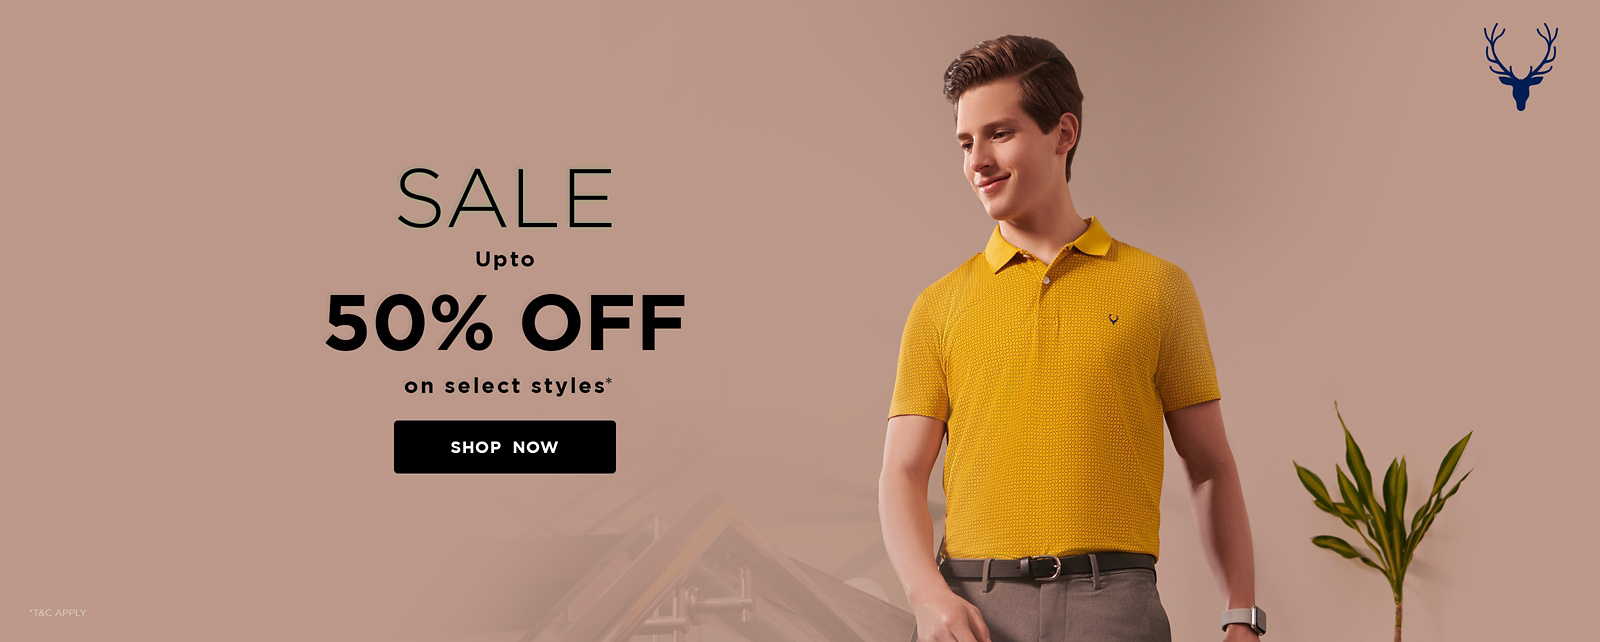 SALE
Upto
50% OFF
on select styles*
SHOP NOW
*T&C APPLY